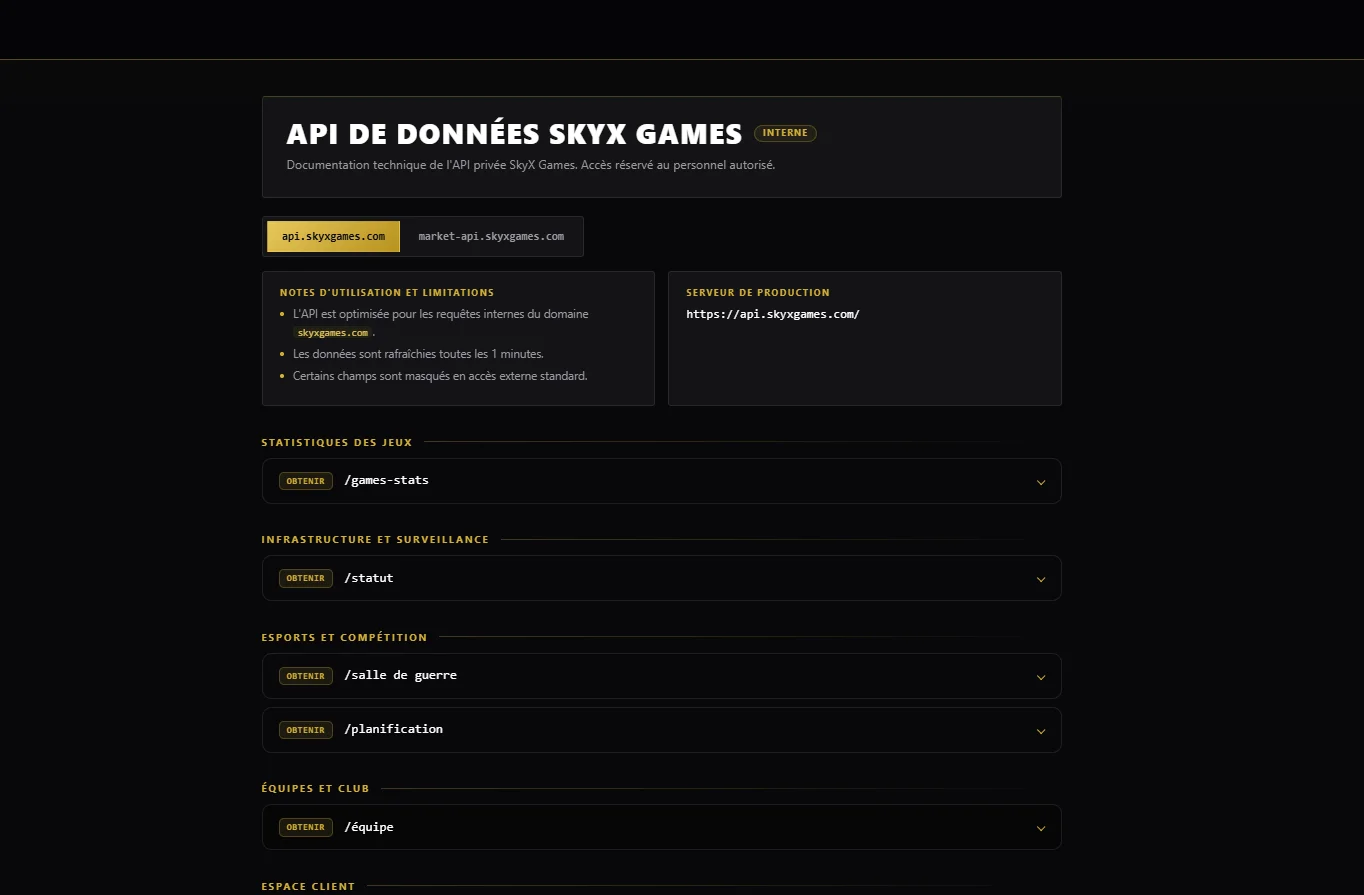 API DE DONNÉES SKYX GAMES INTERNE
Documentation technique de l'API privée SkyX Games. Accès réservé au personnel autorisé.
api.skyxgames.com market-api.skyxgames.com
NOTES D'UTILISATION ET LIMITATIONS
L'API est optimisée pour les requêtes internes du domaine
skyxgames.com .
Les données sont rafraîchies toutes les 1 minutes.
Certains champs sont masqués en accès externe standard.
SERVEUR DE PRODUCTION
https://api.skyxgames.com/
STATISTIQUES DES JEUX
OBTENIR /games-stats
INFRASTRUCTURE ET SURVEILLANCE
OBTENIR /statut
ESPORTS ET COMPÉTITION
OBTENIR /salle de guerre
OBTENIR /planification
ÉQUIPES ET CLUB
OBTENIR /équipe
ESPACE CLIENT